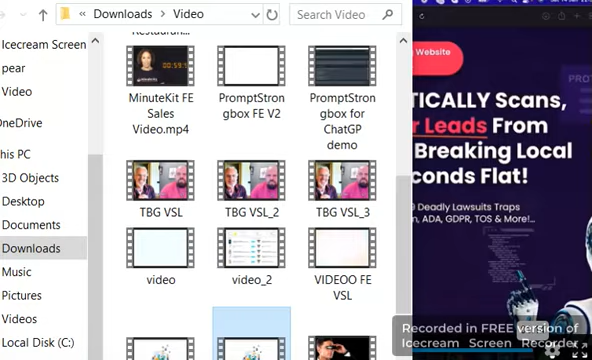 « Downloads > Video
Search Video
Icecream Screen
pear
Video
OneDrive
his PC
3D Objects
Desktop
Documents
Downloads
Music
Pictures
Videos
Local Disk (C:)
MinuteKit FE
Sales
Video.mp4
PromptStron
gbox FE V2
PromptStron
gbox for
ChatGP
demo
TBG VSL
TBG VSL_2
TBG VSL_3
video
video_2
VIDEOO FE
VSL
Website
PROT
TICALLY Scans,
r Leads From
Breaking Local
conds Flat!
9 Deadly Lawsuits Traps
n, ADA, GDPR, TOS & More!...
Recorded in FREE version of
Icecream Screen Recorder